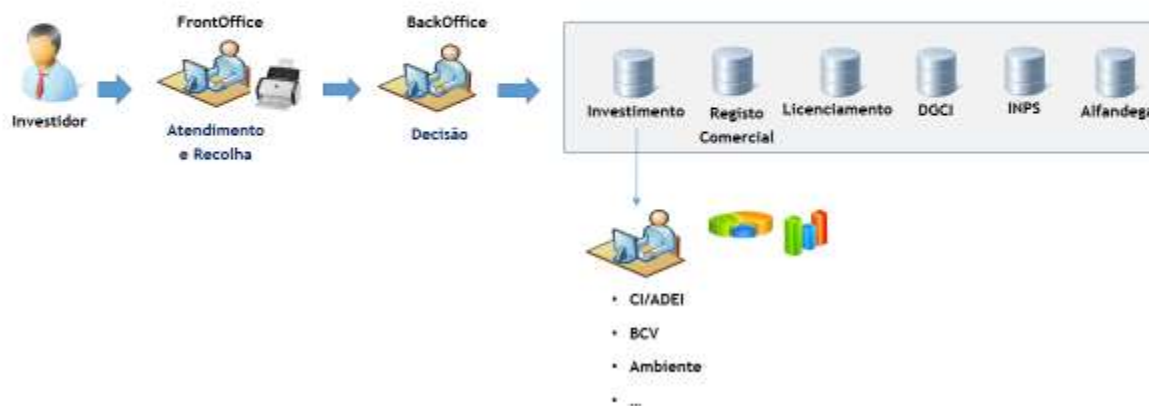 FrontOffice
BackOffice
Investidor
Atendimento
e Recolha
Decisão
Investimento
Registo
Comercial
Licenciamento
DGCI
INPS
Alfandega
• CI/ADEI
• BCV
• Ambiente
• ...